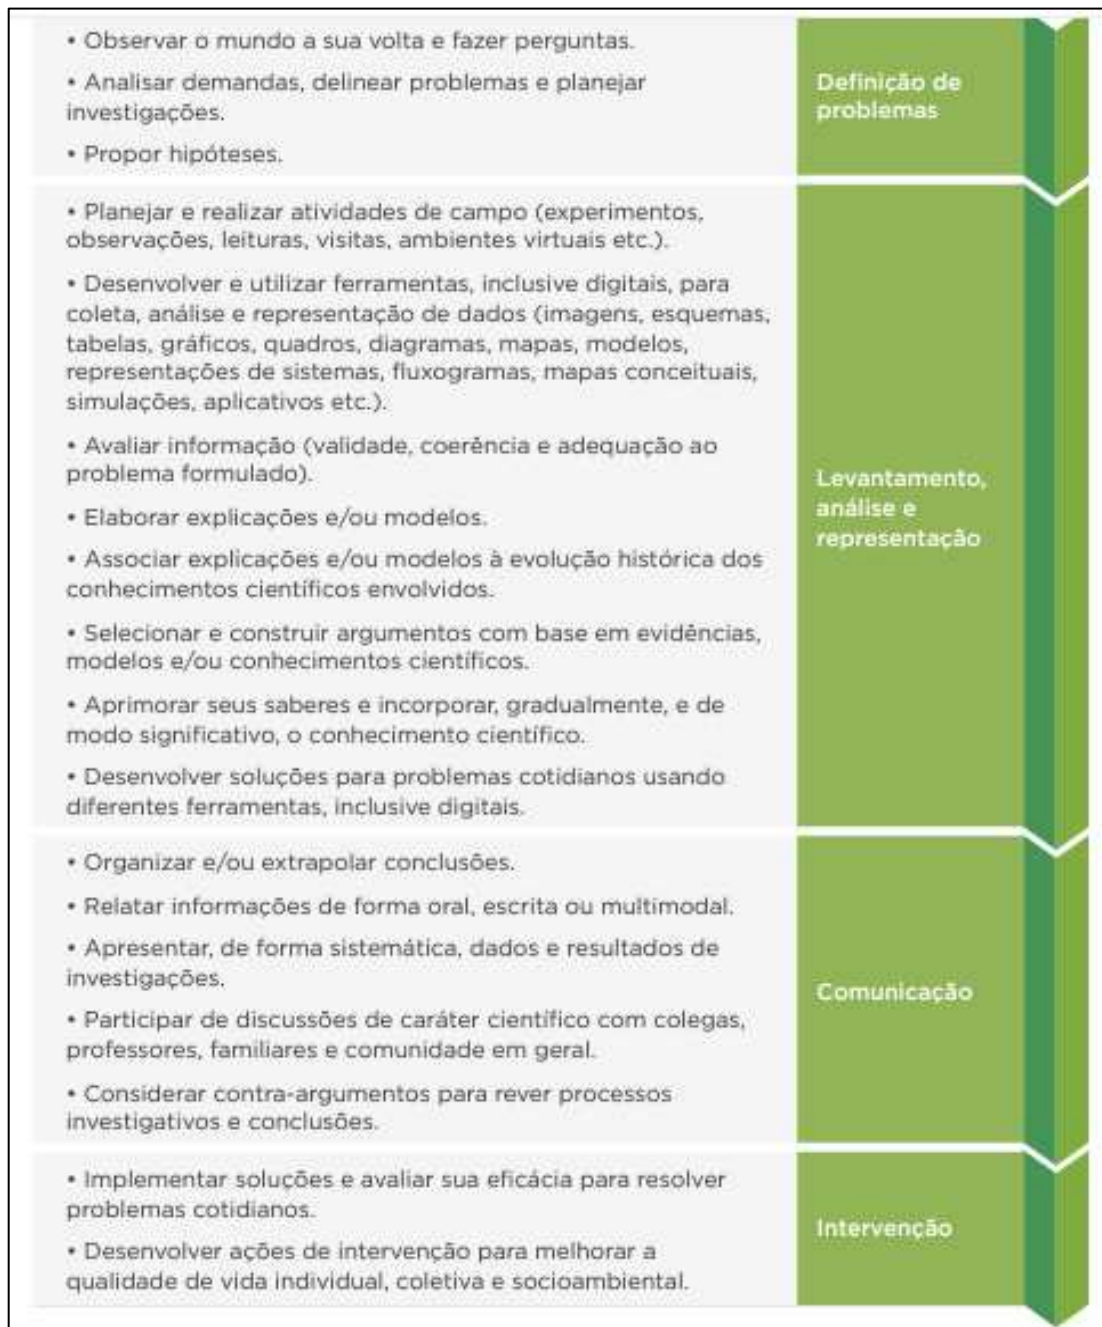 • Observar o mundo a sua volta e fazer perguntas.
• Analisar demandas, delinear problemas e planejar
investigações.
• Propor hipóteses.
Definição de
problemas
• Planejar e realizar atividades de campo (experimentos,
observações, leituras, visitas, ambientes virtuais etc.).
• Desenvolver e utilizar ferramentas, inclusive digitais, para
coleta, análise e representação de dados (imagens, esquemas,
tabelas, gráficos, quadros, diagramas, mapas, modelos,
representações de sistemas, fluxogramas, mapas conceituais,
simulações, aplicativos etc.).
• Avaliar informação (validade, coerência e adequação ao
problema formulado).
• Elaborar explicações e/ou modelos.
• Associar explicações e/ou modelos à evolução histórica dos
conhecimentos científicos envolvidos.
• Selecionar e construir argumentos com base em evidências,
modelos e/ou conhecimentos científicos.
• Aprimorar seus saberes e incorporar, gradualmente, e de
modo significativo, o conhecimento científico.
• Desenvolver soluções para problemas cotidianos usando
diferentes ferramentas, inclusive digitais.
Levantamento,
análise e
representação
• Organizar e/ou extrapolar conclusões.
• Relatar informações de forma oral, escrita ou multimodal.
• Apresentar, de forma sistemática, dados e resultados de
investigações.
• Participar de discussões de caráter científico com colegas,
professores, familiares e comunidade em geral.
• Considerar contra-argumentos para rever processos
investigativos e conclusões.
Comunicação
• Implementar soluções e avaliar sua eficácia para resolver
problemas cotidianos.
• Desenvolver ações de intervenção para melhorar a
qualidade de vida individual, coletiva e socioambiental.
Intervenção